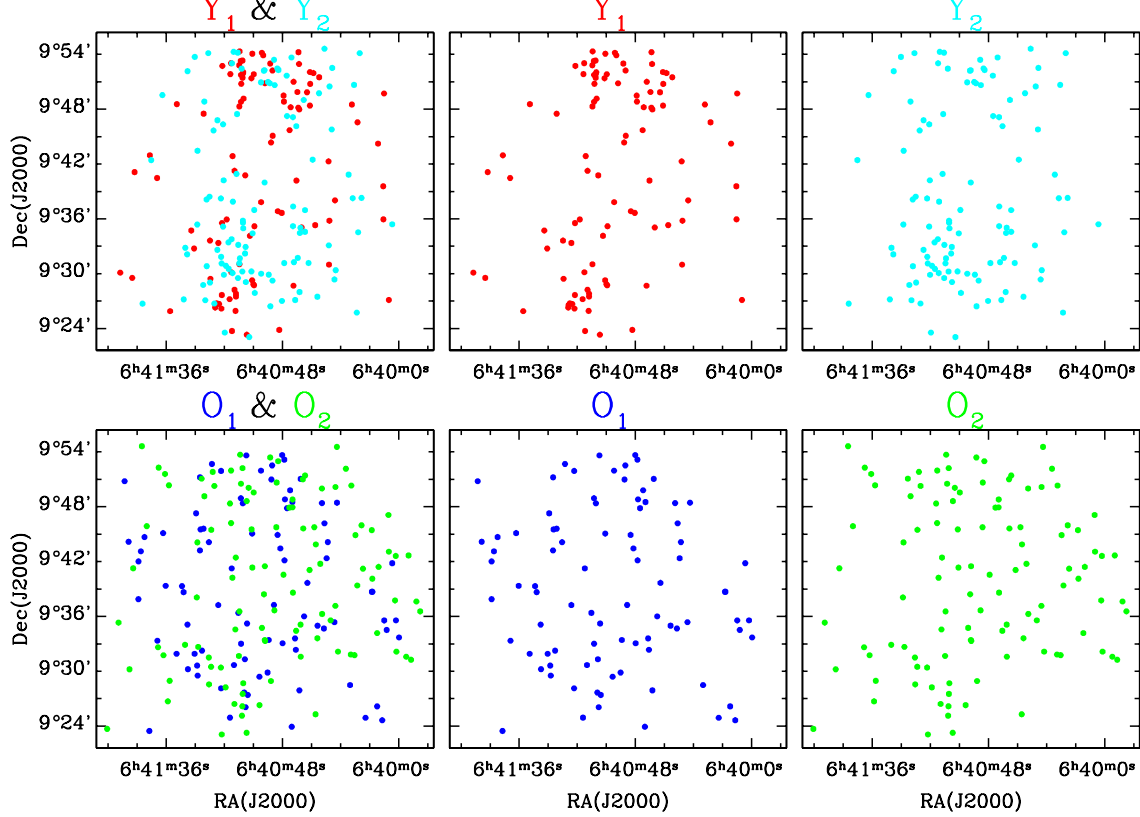 Y₁ & Y₂
Y₁
Y₂
9°54'
9°48'
9°42'
9°36'
9°30'
9°24'
Dec(J2000)
6ʰ41ᵐ36ˢ 6ʰ40ᵐ48ˢ 6ʰ40ᵐ0ˢ
6ʰ41ᵐ36ˢ 6ʰ40ᵐ48ˢ 6ʰ40ᵐ0ˢ
6ʰ41ᵐ36ˢ 6ʰ40ᵐ48ˢ 6ʰ40ᵐ0ˢ
O₁ & O₂
O₁
O₂
9°54'
9°48'
9°42'
9°36'
9°30'
9°24'
Dec(J2000)
6ʰ41ᵐ36ˢ 6ʰ40ᵐ48ˢ 6ʰ40ᵐ0ˢ
6ʰ41ᵐ36ˢ 6ʰ40ᵐ48ˢ 6ʰ40ᵐ0ˢ
6ʰ41ᵐ36ˢ 6ʰ40ᵐ48ˢ 6ʰ40ᵐ0ˢ
RA(J2000)
RA(J2000)
RA(J2000)